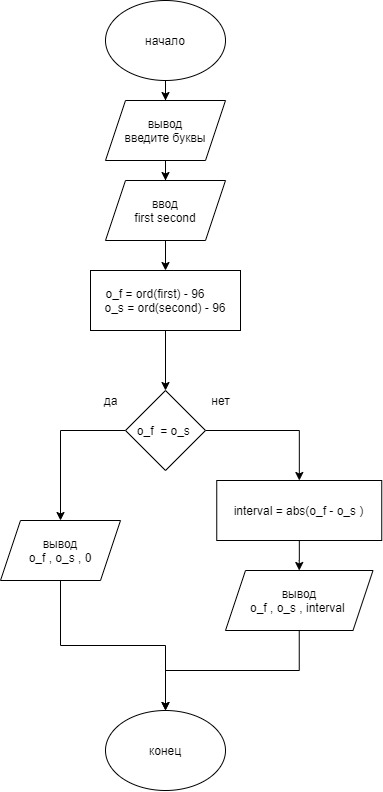 начало
вывод
введите буквы
ввод
first second
o_f = ord(first) - 96
o_s = ord(second) - 96
да
нет
o_f = o_s
interval = abs(o_f - o_s )
вывод
o_f , o_s , 0
вывод
o_f , o_s , interval
конец